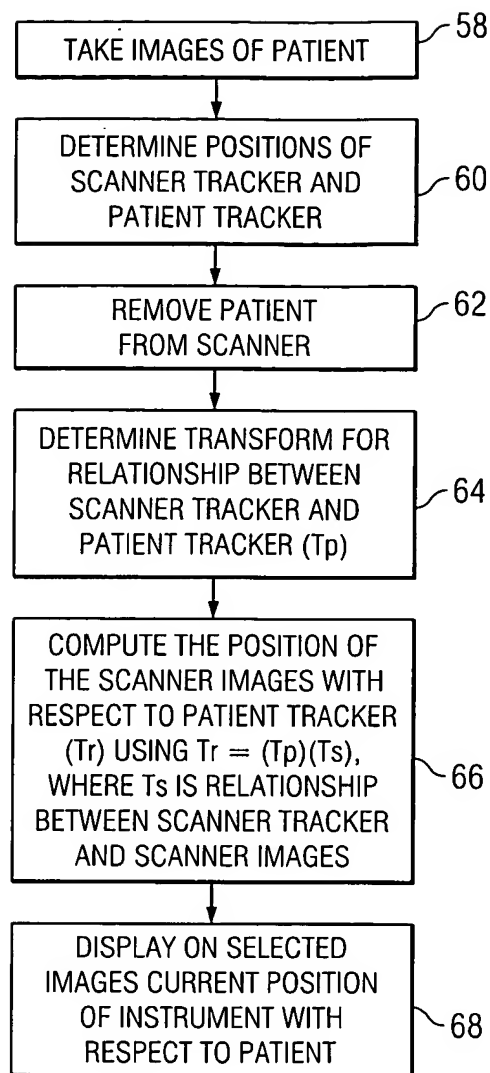 TAKE IMAGES OF PATIENT
58
DETERMINE POSITIONS OF
SCANNER TRACKER AND
PATIENT TRACKER
60
REMOVE PATIENT
FROM SCANNER
62
DETERMINE TRANSFORM FOR
RELATIONSHIP BETWEEN
SCANNER TRACKER AND
PATIENT TRACKER (Tp)
64
COMPUTE THE POSITION OF
THE SCANNER IMAGES WITH
RESPECT TO PATIENT TRACKER
(Tr) USING Tr = (Tp)(Ts),
WHERE Ts IS RELATIONSHIP
BETWEEN SCANNER TRACKER
AND SCANNER IMAGES
66
DISPLAY ON SELECTED
IMAGES CURRENT POSITION
OF INSTRUMENT WITH
RESPECT TO PATIENT
68